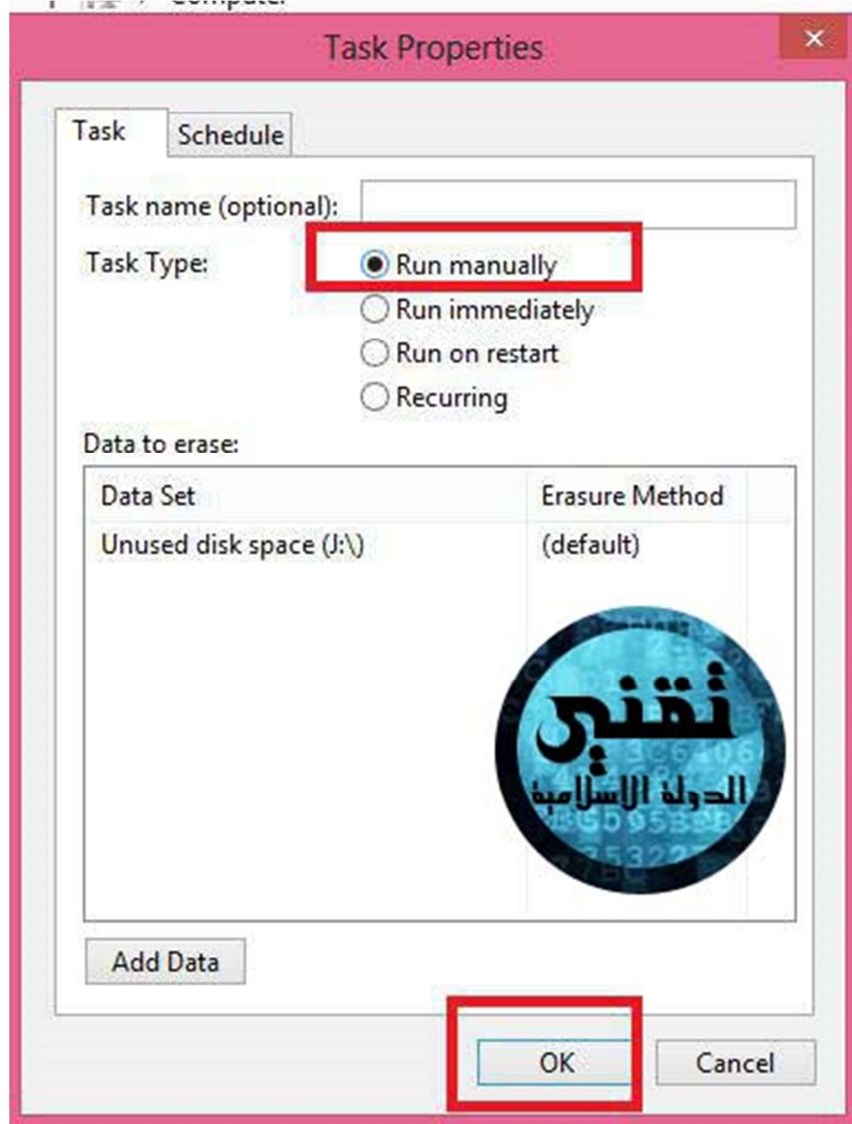 Task Properties
Task
Schedule
Task name (optional):
Task Type:
Run manually
Run immediately
Run on restart
Recurring
Data to erase:
Data Set
Erasure Method
Unused disk space (J:\)
(default)
تقني
الدولة الاسلامية
Add Data
OK
Cancel